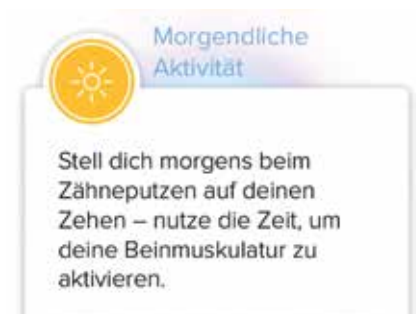 Morgendliche
Aktivität
Stell dich morgens beim
Zähneputzen auf deinen
Zehen – nutze die Zeit, um
deine Beinmuskulatur zu
aktivieren.